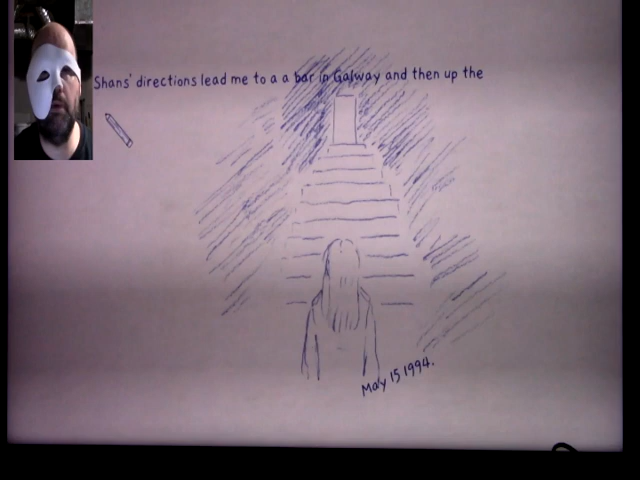 Shans' directions lead me to a a bar in Galway and then up the
May 15 1994.